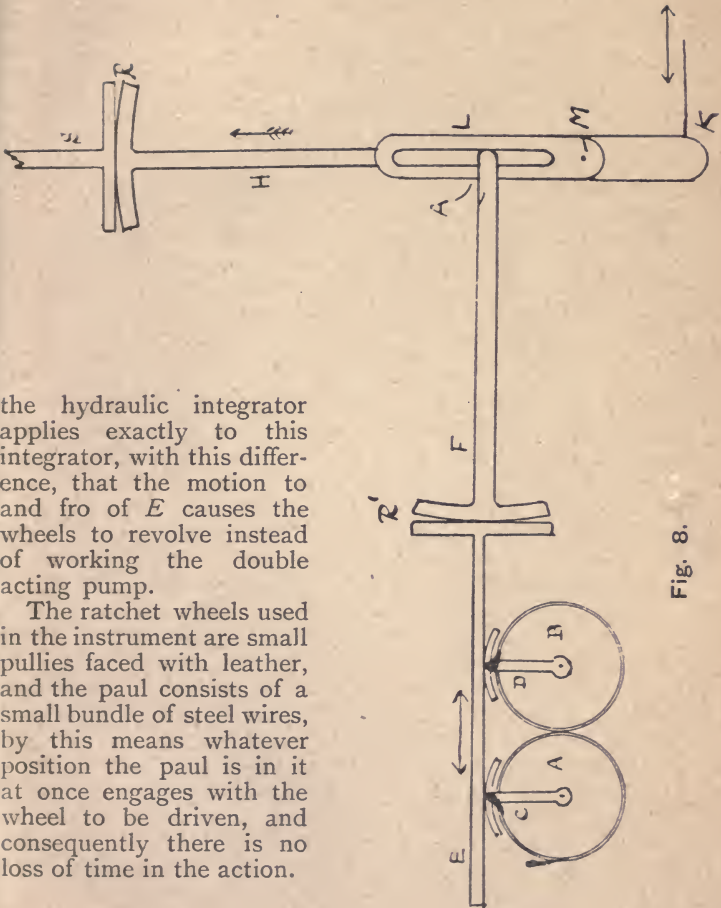 S
R
H
L
A
M
K
the hydraulic integrator
applies exactly to this
integrator, with this differ-
ence, that the motion to
and fro of E causes the
wheels to revolve instead
of working the double
acting pump.
The ratchet wheels used
in the instrument are small
pullies faced with leather,
and the paul consists of a
small bundle of steel wires,
by this means whatever
position the paul is in it
at once engages with the
wheel to be driven, and
consequently there is no
loss of time in the action.
F
R'
E
C
A
D
B
Fig. 8.